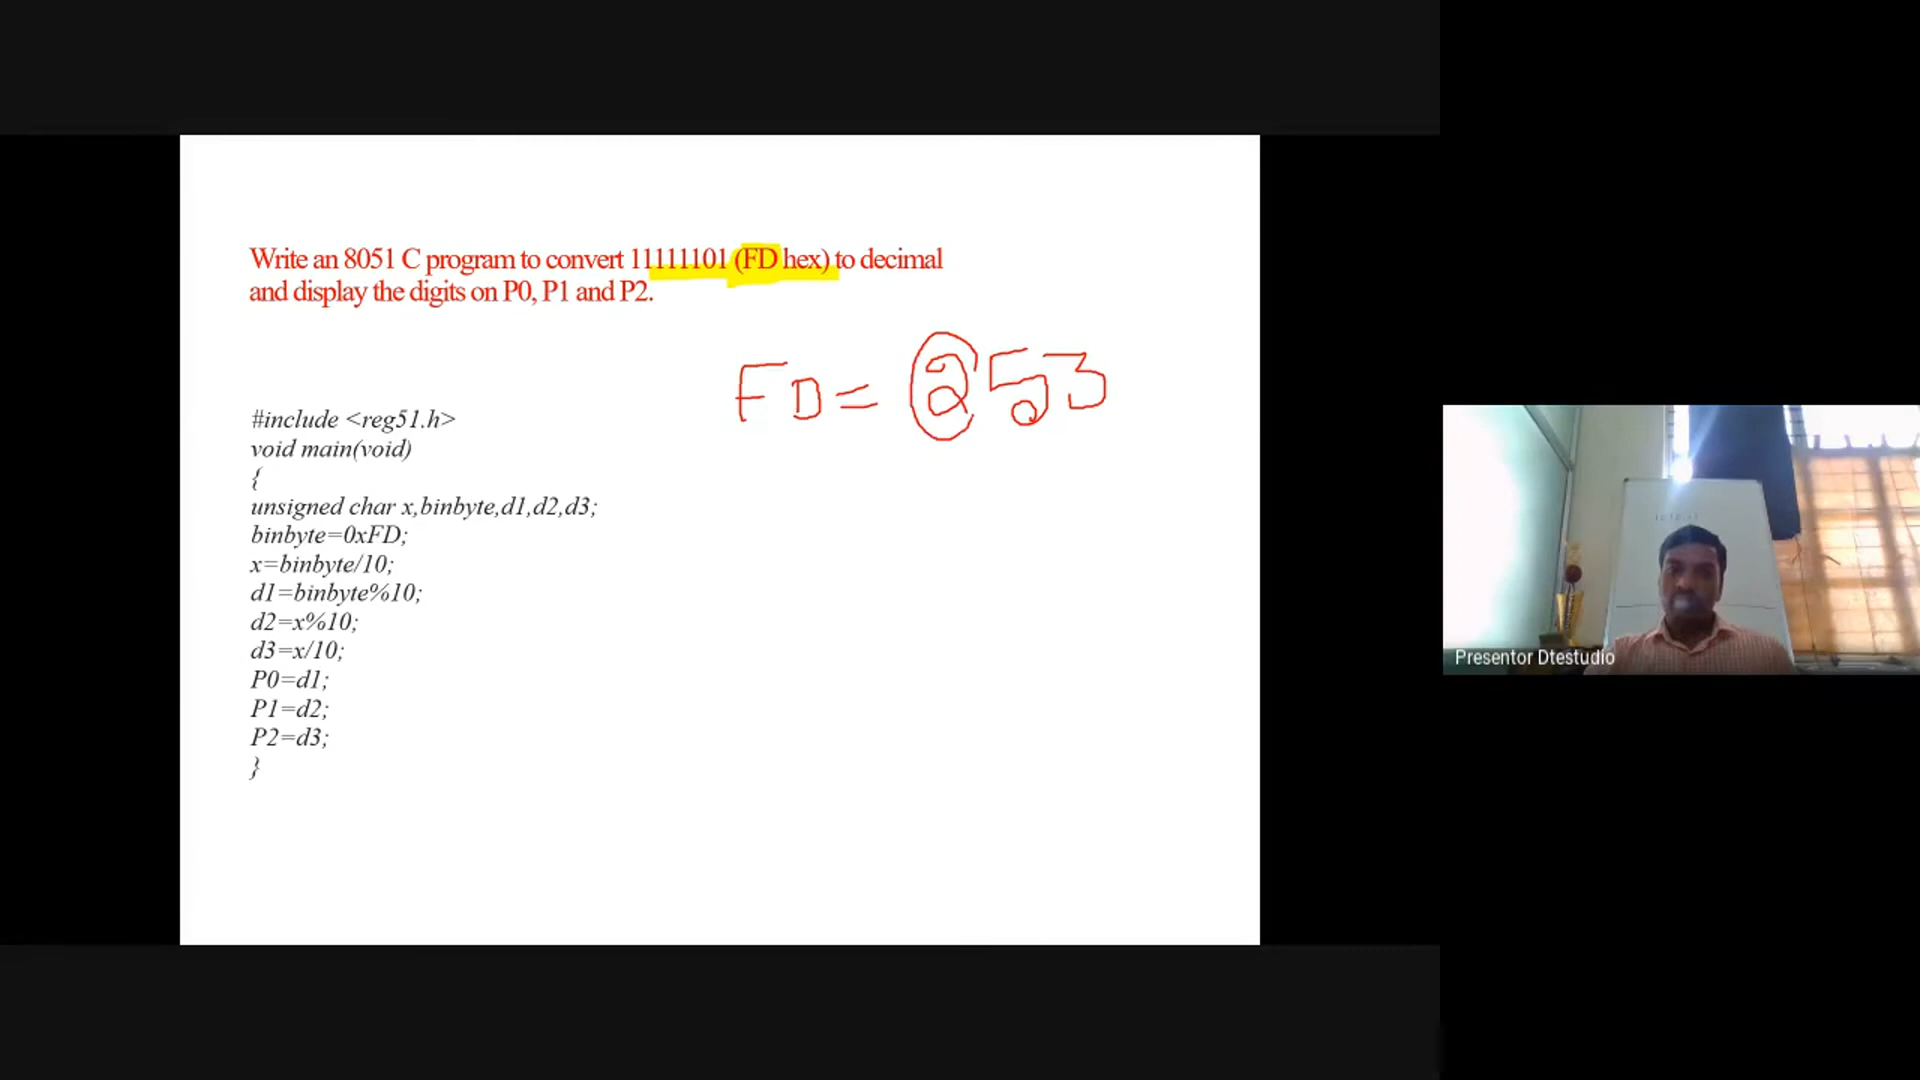 Write an 8051 C program to convert 11111101 (FD hex) to decimal
and display the digits on P0, P1 and P2.
FD = 253
#include <reg51.h>
void main(void)
{
unsigned char x,binbyte,d1,d2,d3;
binbyte=0xFD;
x=binbyte/10;
d1=binbyte%10;
d2=x%10;
d3=x/10;
P0=d1;
P1=d2;
P2=d3;
}
Presentor Dtestudio